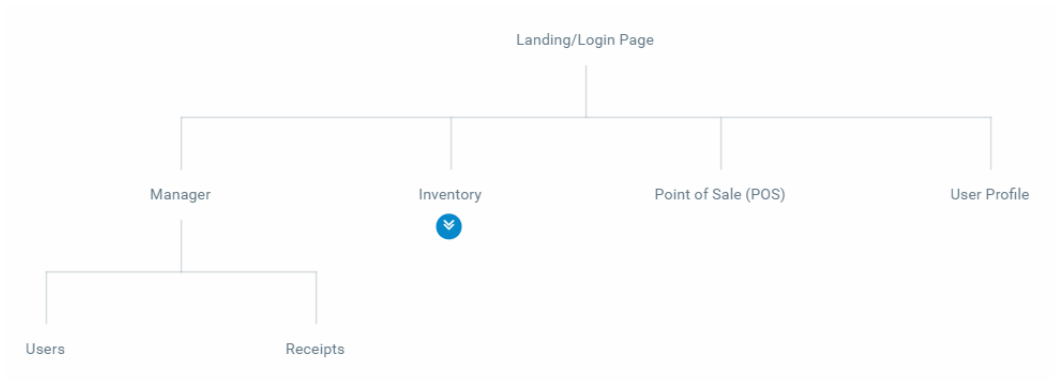 Landing/Login Page
Manager
Inventory
Point of Sale (POS)
User Profile
Users
Receipts